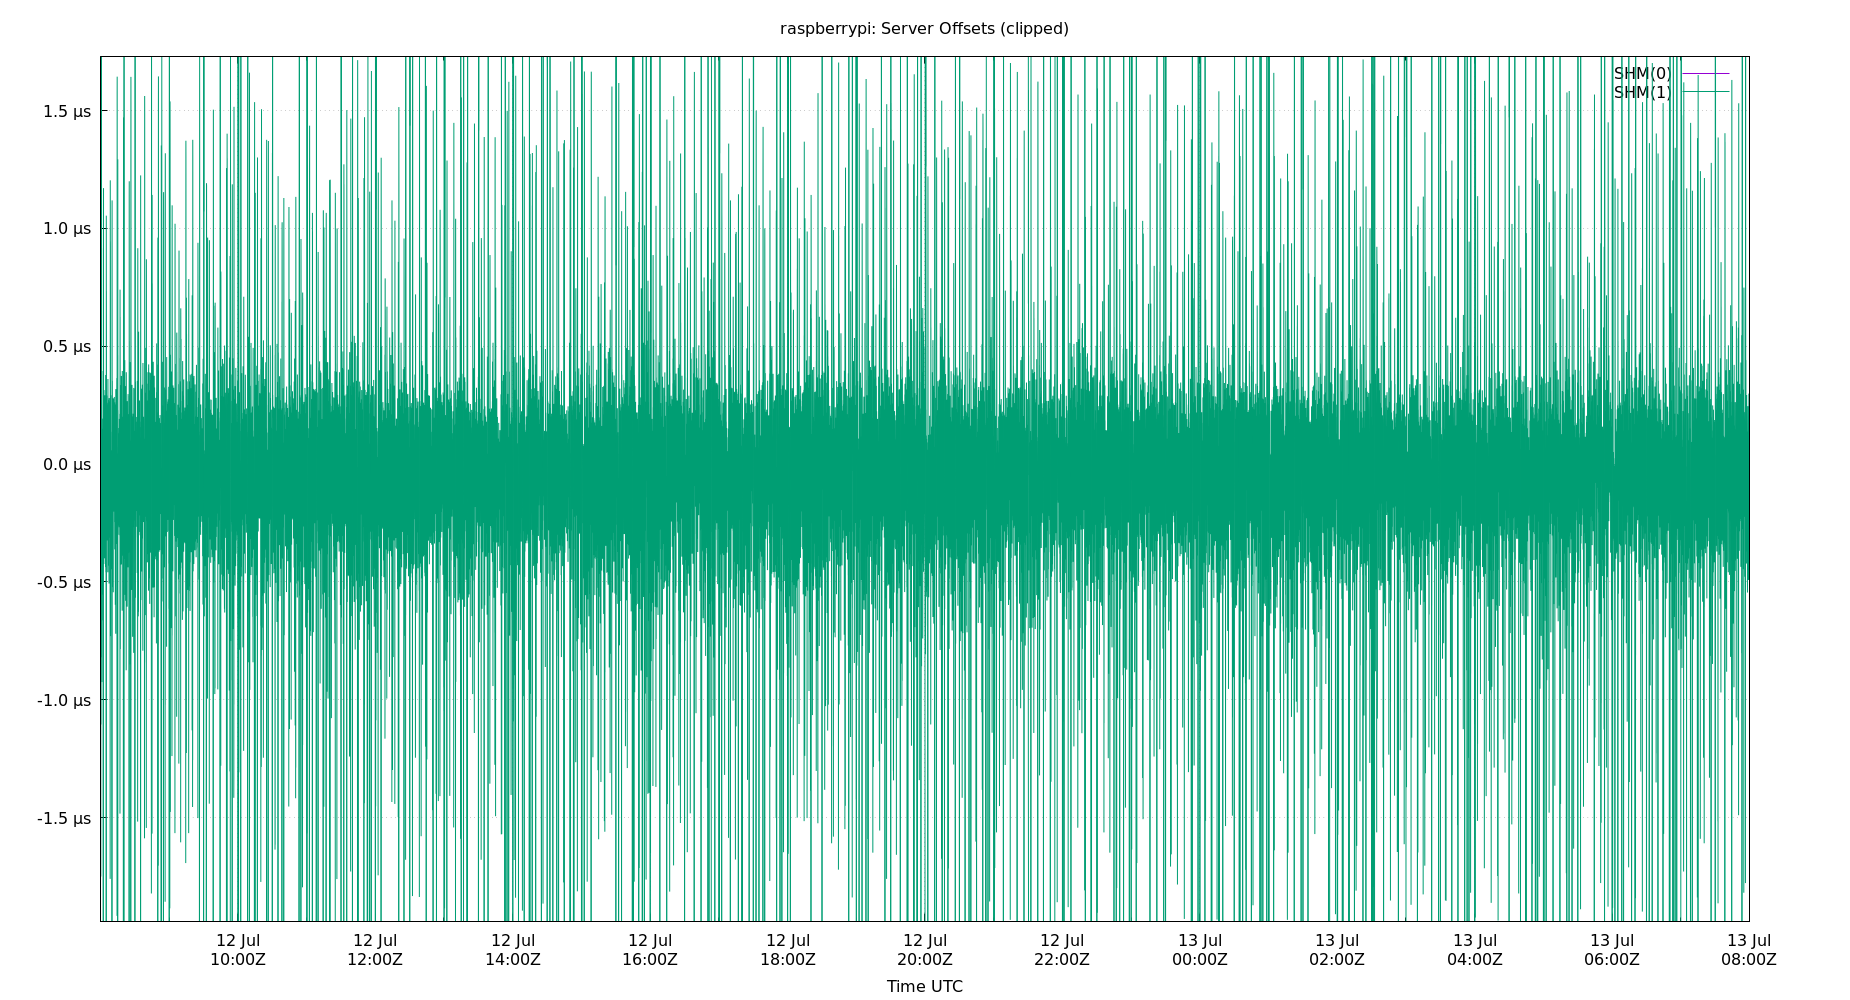 raspberrypi: Server Offsets (clipped)
SHM(0)
SHM(1)
1.5 µs
1.0 µs
0.5 µs
0.0 µs
-0.5 µs
-1.0 µs
-1.5 µs
12 Jul 12 Jul 12 Jul 12 Jul 12 Jul 12 Jul 12 Jul 13 Jul 13 Jul 13 Jul 13 Jul 13 Jul
10:00Z 12:00Z 14:00Z 16:00Z 18:00Z 20:00Z 22:00Z 00:00Z 02:00Z 04:00Z 06:00Z 08:00Z
Time UTC